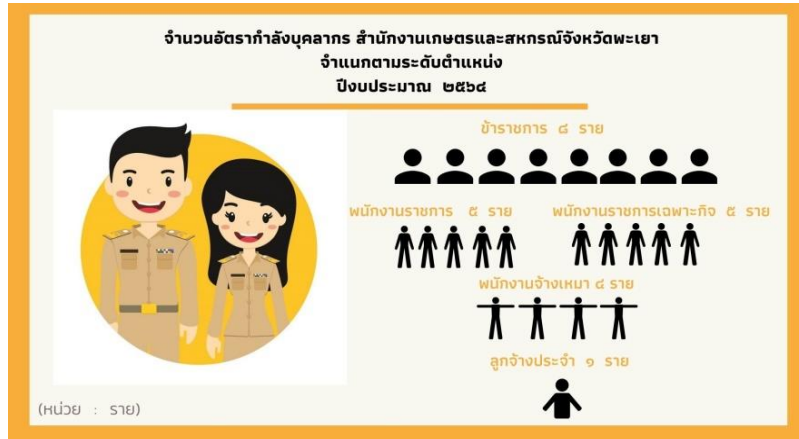 จำนวนอัตรากำลังบุคลากร สำนักงานเกษตรและสหกรณ์จังหวัดพะเยา
จำแนกตามระดับตำแหน่ง
ปีงบประมาณ ๒๕๖๔
ข้าราชการ ๘ ราย
พนักงานราชการ ๕ ราย
พนักงานราชการเฉพาะกิจ ๕ ราย
พนักงานจ้างเหมา ๔ ราย
ลูกจ้างประจำ ๑ ราย
(หน่วย : ราย)